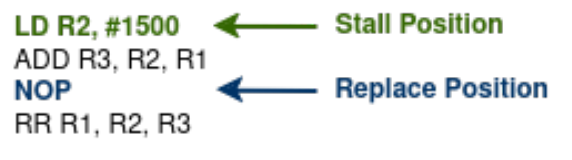 LD R2, #1500 Stall Position
ADD R3, R2, R1
NOP Replace Position
RR R1, R2, R3